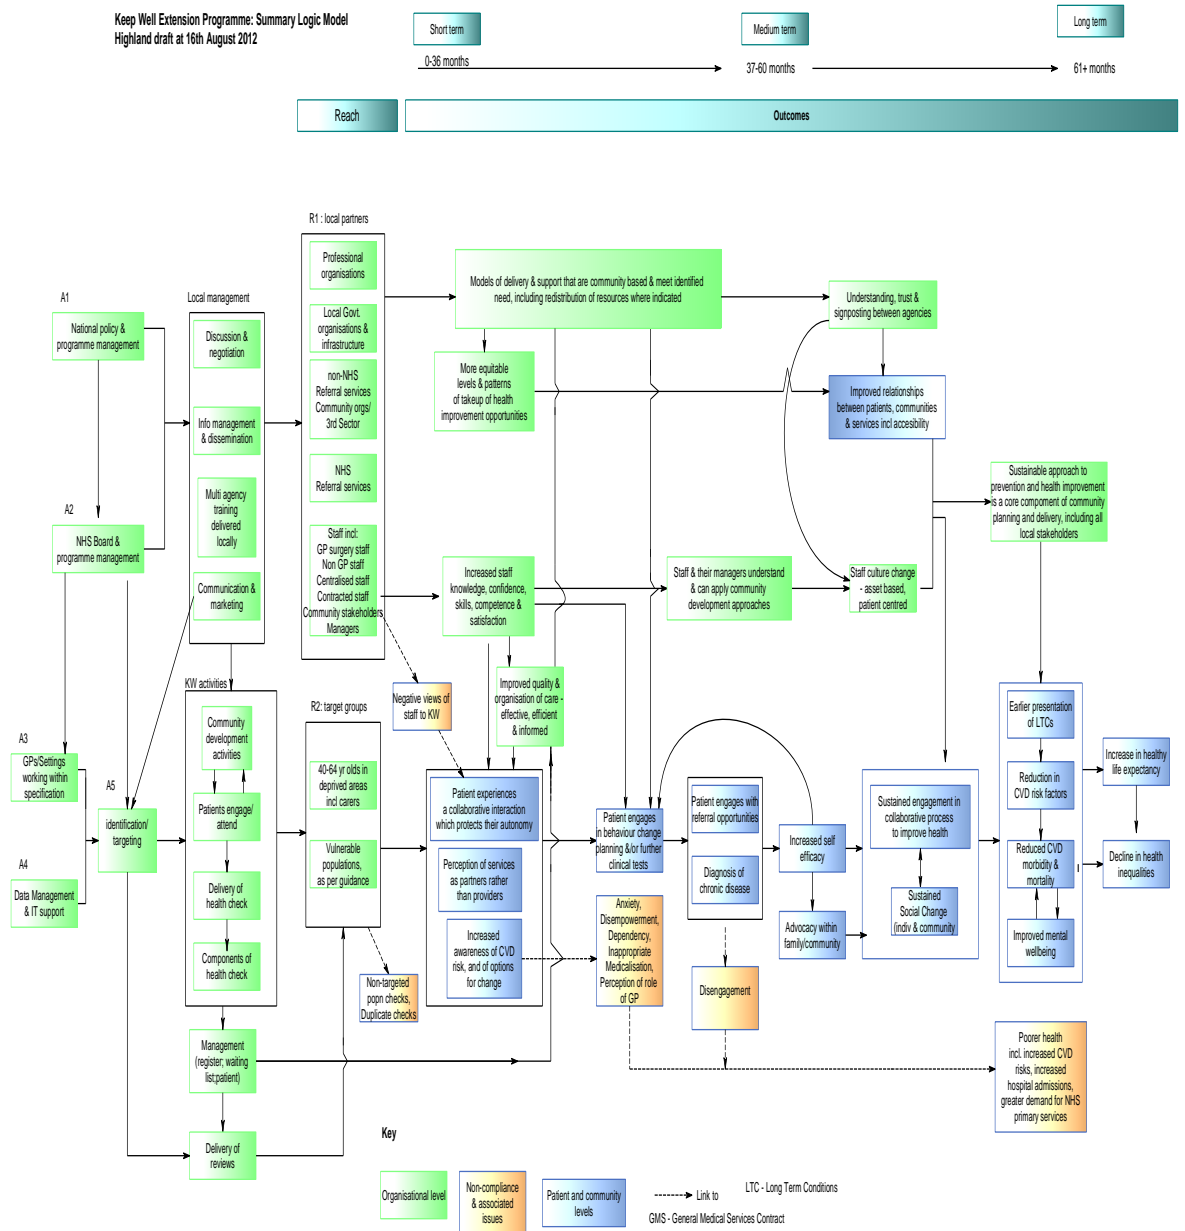 Keep Well Extension Programme: Summary Logic Model
Highland draft at 16th August 2012
Short term
Medium term
Long term
0-36 months
37-60 months
61+ months
Reach
Outcomes
R1 : local partners
Professional
organisations
Local Govt.
organisations &
infrastructure
non-NHS
Referral services
Community orgs/
3rd Sector
NHS
Referral services
Staff incl:
GP surgery staff
Non GP staff
Centralised staff
Contracted staff
Community stakeholders
Managers
A1
National policy &
programme management
A2
NHS Board &
programme management
Local management
Discussion &
negotiation
Info management
& dissemination
Multi agency
training
delivered
locally
Communication &
marketing
Models of delivery & support that are community based & meet identified
need, including redistribution of resources where indicated
More equitable
levels & patterns
of takeup of health
improvement opportunities
Understanding, trust &
signposting between agencies
Improved relationships
between patients, communities
& services incl accesibility
Sustainable approach to
prevention and health improvement
is a core component of community
planning and delivery, including all
local stakeholders
Increased staff
knowledge, confidence,
skills, competence &
satisfaction
Staff & their managers understand
& can apply community
development approaches
Staff culture change
- asset based,
patient centred
Improved quality &
organisation of care -
effective, efficient
& informed
Negative views of
staff to KW
KW activities
Community
development
activities
Patients engage/
attend
Delivery of
health check
Components of
health check
A3
GPs/Settings
working within
specification
A4
Data Management
& IT support
A5
identification/
targeting
R2: target groups
40-64 yr olds in
deprived areas
incl carers
Vulnerable
populations,
as per guidance
Non-targeted
popn checks,
Duplicate checks
Patient experiences
a collaborative interaction
which protects their autonomy
Perception of services
as partners rather
than providers
Increased
awareness of CVD
risk, and of options
for change
Patient engages
in behaviour change
planning &/or further
clinical tests
Anxiety,
Disempowerment,
Dependency,
Inappropriate
Medicalisation,
Perception of role
of GP
Patient engages with
referral opportunities
Diagnosis of
chronic disease
Disengagement
Increased self
efficacy
Advocacy within
family/community
Sustained engagement in
collaborative process
to improve health
Sustained
Social Change
(indiv & community
Earlier presentation
of LTCs
Reduction in
CVD risk factors
Reduced CVD
morbidity &
mortality
Improved mental
wellbeing
Increase in healthy
life expectancy
Decline in health
inequalities
Poorer health
incl. increased CVD
risks, increased
hospital admissions,
greater demand for NHS
primary services
Management
(register; waiting
list;patient)
Delivery of
reviews
Key
Organisational level
Non-compliance
& associated
issues
Patient and community
levels
Link to
LTC - Long Term Conditions
GMS - General Medical Services Contract